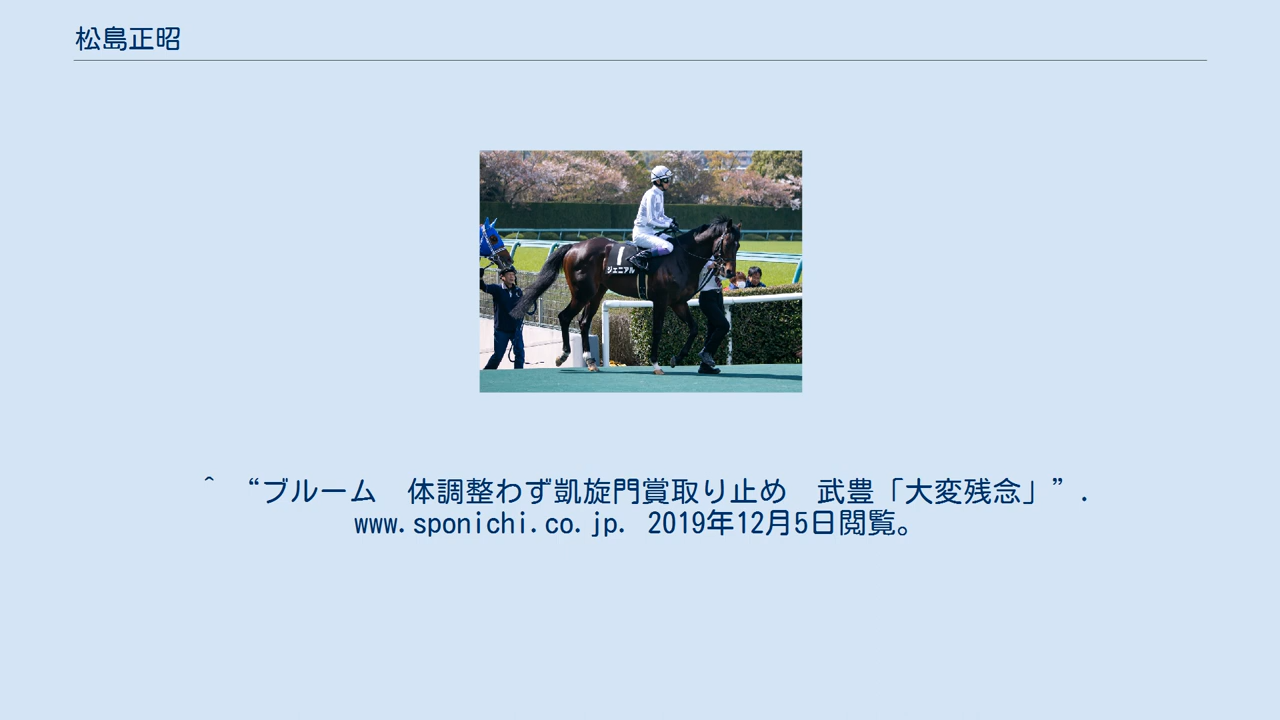 松島正昭
1
ジェニアル
^ “ブルーム　体調整わず凱旋門賞取り止め　武豊「大変残念」”.
www.sponichi.co.jp. 2019年12月5日閲覧。